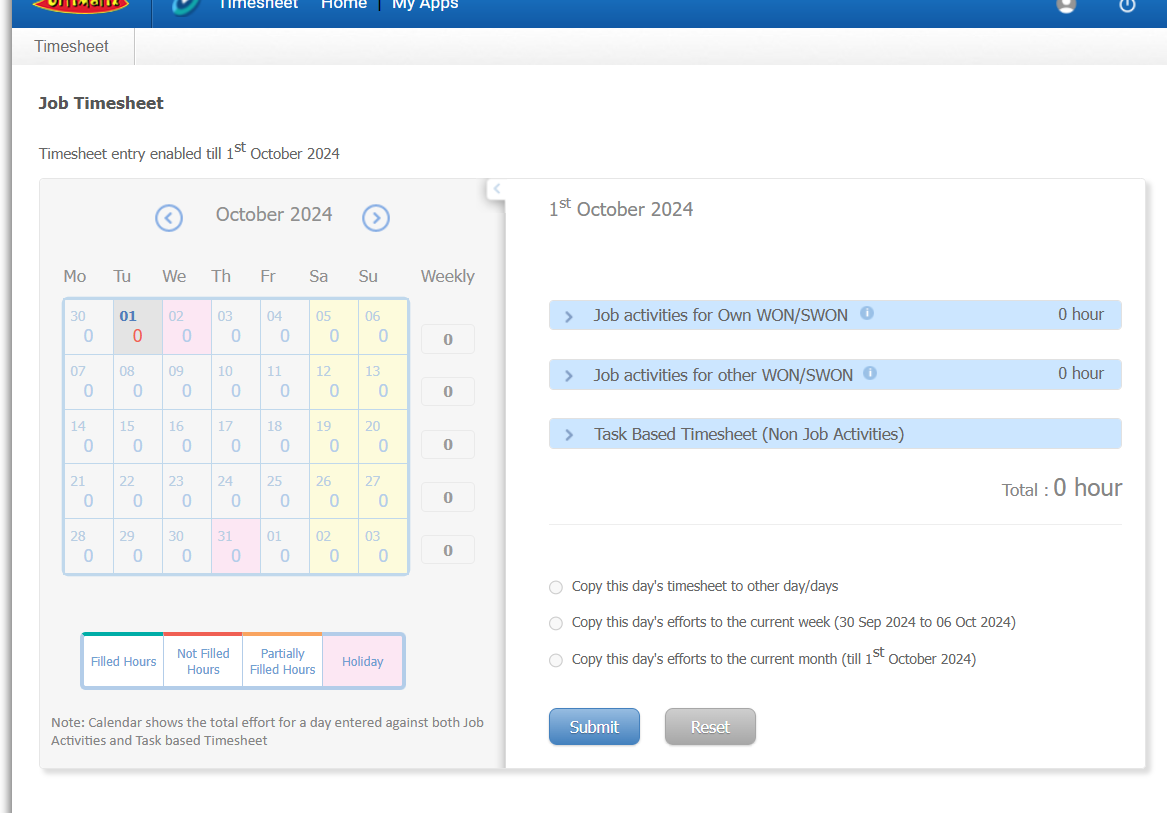 Timesheet Home | My Apps
Timesheet
Job Timesheet
Timesheet entry enabled till 1st October 2024
October 2024
Mo Tu We Th Fr Sa Su Weekly
30 01 02 03 04 05 06
0 0 0 0 0 0 0 0
07 08 09 10 11 12 13
0 0 0 0 0 0 0 0
14 15 16 17 18 19 20
0 0 0 0 0 0 0 0
21 22 23 24 25 26 27
0 0 0 0 0 0 0 0
28 29 30 31 01 02 03
0 0 0 0 0 0 0 0
Filled Hours
Not Filled
Hours
Partially
Filled Hours
Holiday
Note: Calendar shows the total effort for a day entered against both Job
Activities and Task based Timesheet
1st October 2024
Job activities for Own WON/SWON i 0 hour
Job activities for other WON/SWON i 0 hour
Task Based Timesheet (Non Job Activities)
Total : 0 hour
Copy this day's timesheet to other day/days
Copy this day's efforts to the current week (30 Sep 2024 to 06 Oct 2024)
Copy this day's efforts to the current month (till 1st October 2024)
Submit Reset